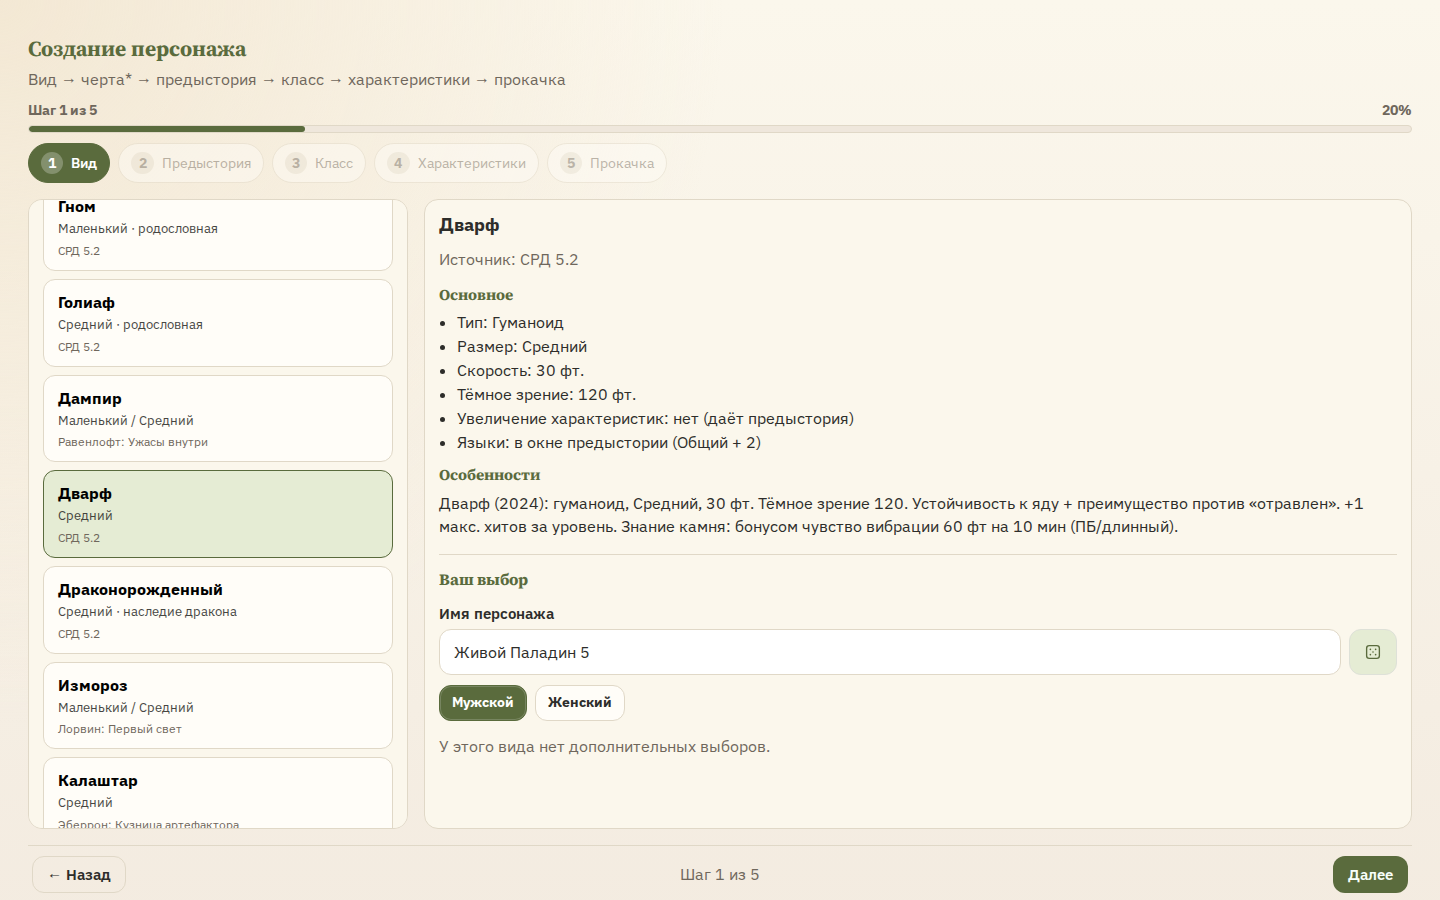 Создание персонажа
Вид → черта* → предыстория → класс → характеристики → прокачка
Шаг 1 из 5
20%
1 Вид
2 Предыстория
3 Класс
4 Характеристики
5 Прокачка
Гном
Маленький · родословная
СРД 5.2
Голиаф
Средний · родословная
СРД 5.2
Дампир
Маленький / Средний
Равенлофт: Ужасы внутри
Дварф
Средний
СРД 5.2
Драконорожденный
Средний · наследие дракона
СРД 5.2
Измороз
Маленький / Средний
Лорвин: Первый свет
Калаштар
Средний
Эберрон: Кузница артефактора
Дварф
Источник: СРД 5.2
Основное
• Тип: Гуманоид
• Размер: Средний
• Скорость: 30 фт.
• Тёмное зрение: 120 фт.
• Увеличение характеристик: нет (даёт предыстория)
• Языки: в окне предыстории (Общий + 2)
Особенности
Дварф (2024): гуманоид, Средний, 30 фт. Тёмное зрение 120. Устойчивость к яду + преимущество против «отравлен». +1
макс. хитов за уровень. Знание камня: бонусом чувство вибрации 60 фт на 10 мин (ПБ/длинный).
Ваш выбор
Имя персонажа
Живой Паладин 5
Мужской
Женский
У этого вида нет дополнительных выборов.
← Назад
Шаг 1 из 5
Далее